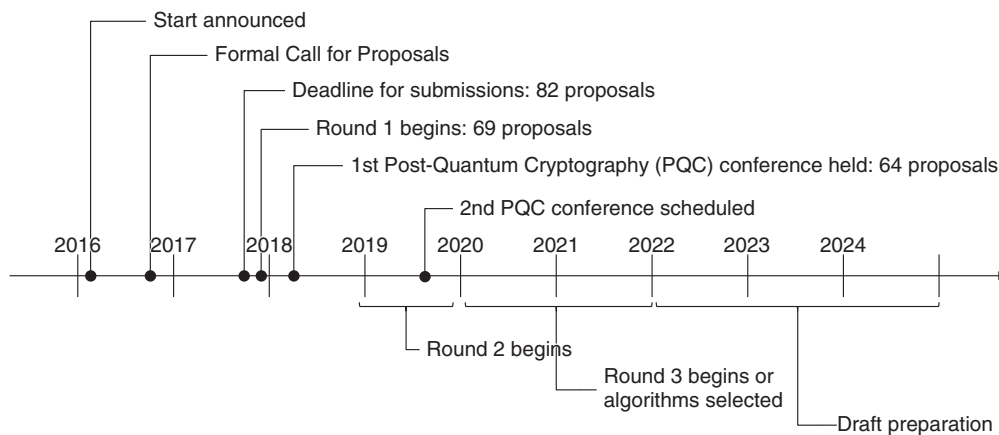 Start announced
Formal Call for Proposals
Deadline for submissions: 82 proposals
Round 1 begins: 69 proposals
1st Post-Quantum Cryptography (PQC) conference held: 64 proposals
2nd PQC conference scheduled
2016 2017 2018 2019 2020 2021 2022 2023 2024
Round 2 begins
Round 3 begins or
algorithms selected
Draft preparation